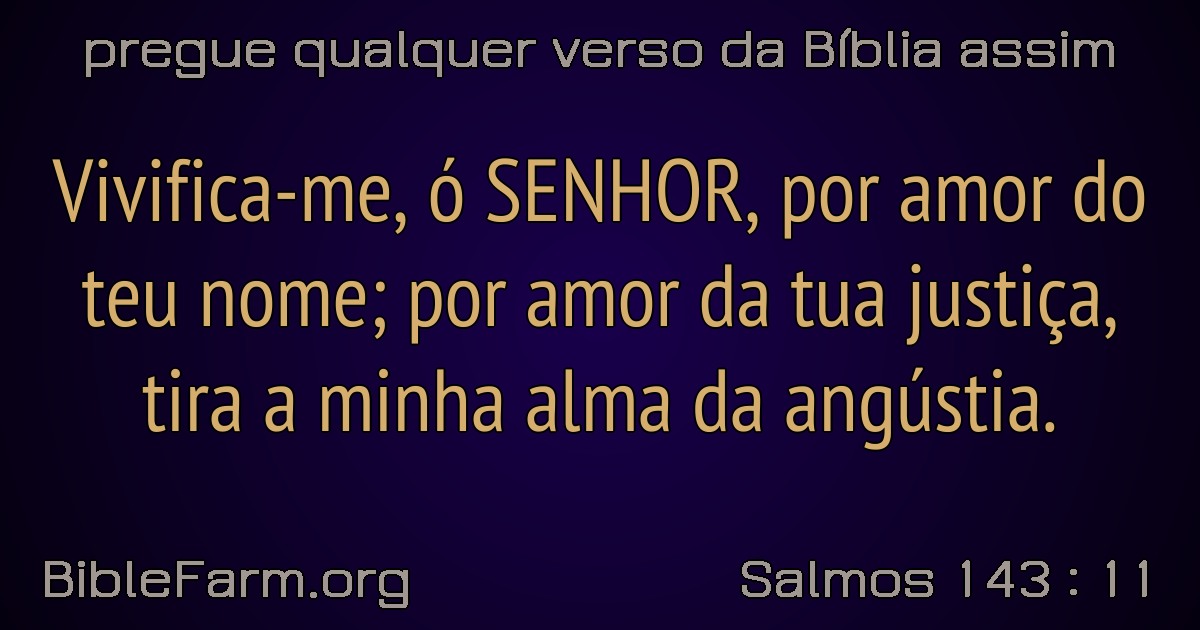 pregue qualquer verso da Bíblia assim
Vivifica-me, ó SENHOR, por amor do
teu nome; por amor da tua justiça,
tira a minha alma da angústia.
BibleFarm.org
Salmos 143 : 11